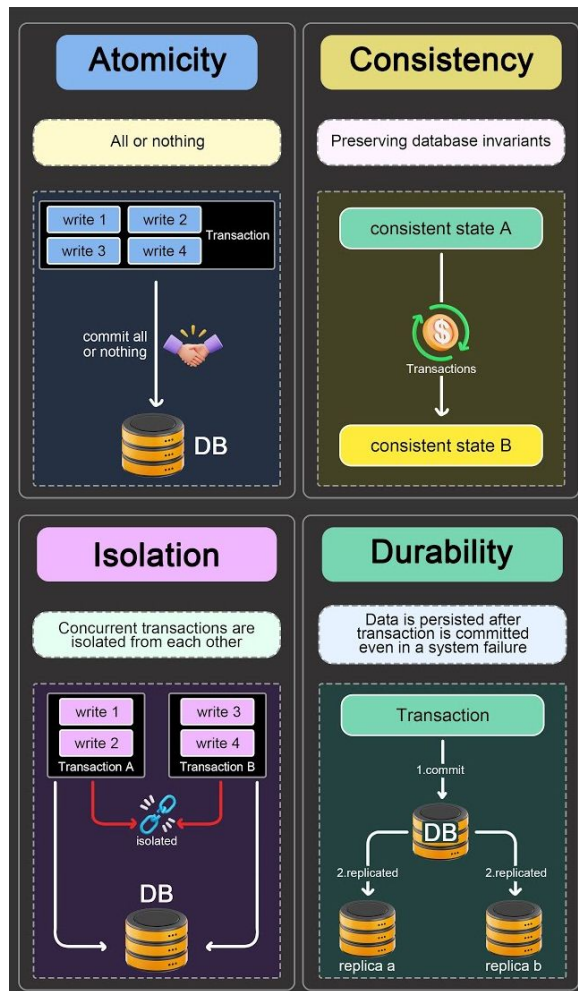 Atomicity
All or nothing
write 1
write 2
write 3
write 4
Transaction
commit all
or nothing
DB
Consistency
Preserving database invariants
consistent state A
$
Transactions
consistent state B
Isolation
Concurrent transactions are
isolated from each other
write 1
write 2
Transaction A
write 3
write 4
Transaction B
isolated
DB
Durability
Data is persisted after
transaction is committed
even in a system failure
Transaction
1.commit
DB
2.replicated
2.replicated
replica a
replica b